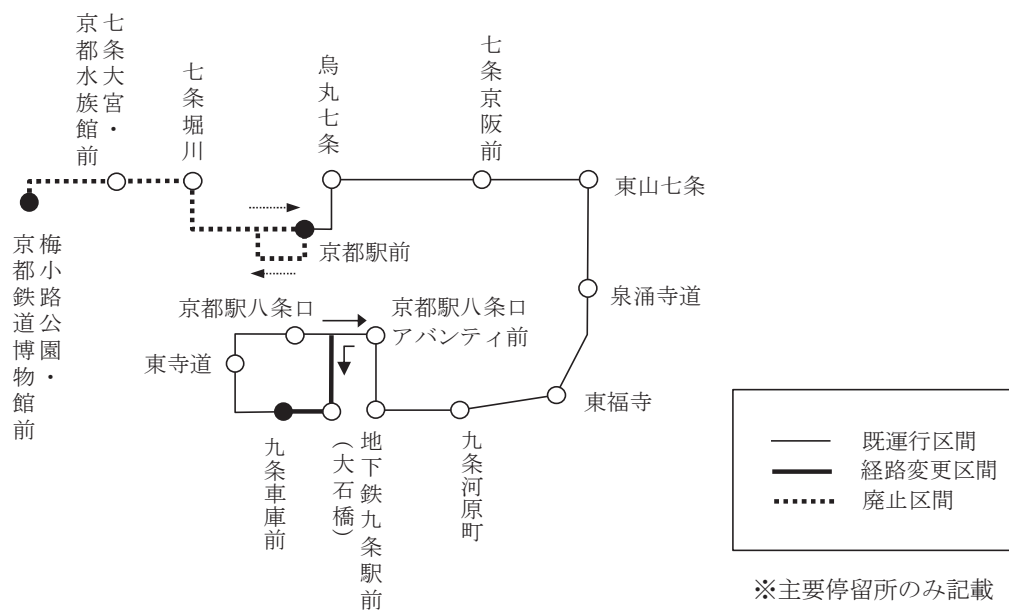 七条大宮・
京都水族館前
七条堀川
烏丸七条
七条京阪前
東山七条
京都駅前
梅小路公園・
京都鉄道博物館前
泉涌寺道
京都駅八条口
京都駅八条口
アバンティ前
東寺道
東福寺
九条車庫前
地下鉄九条駅前
（大石橋）
九条河原町
既運行区間
経路変更区間
廃止区間
※主要停留所のみ記載